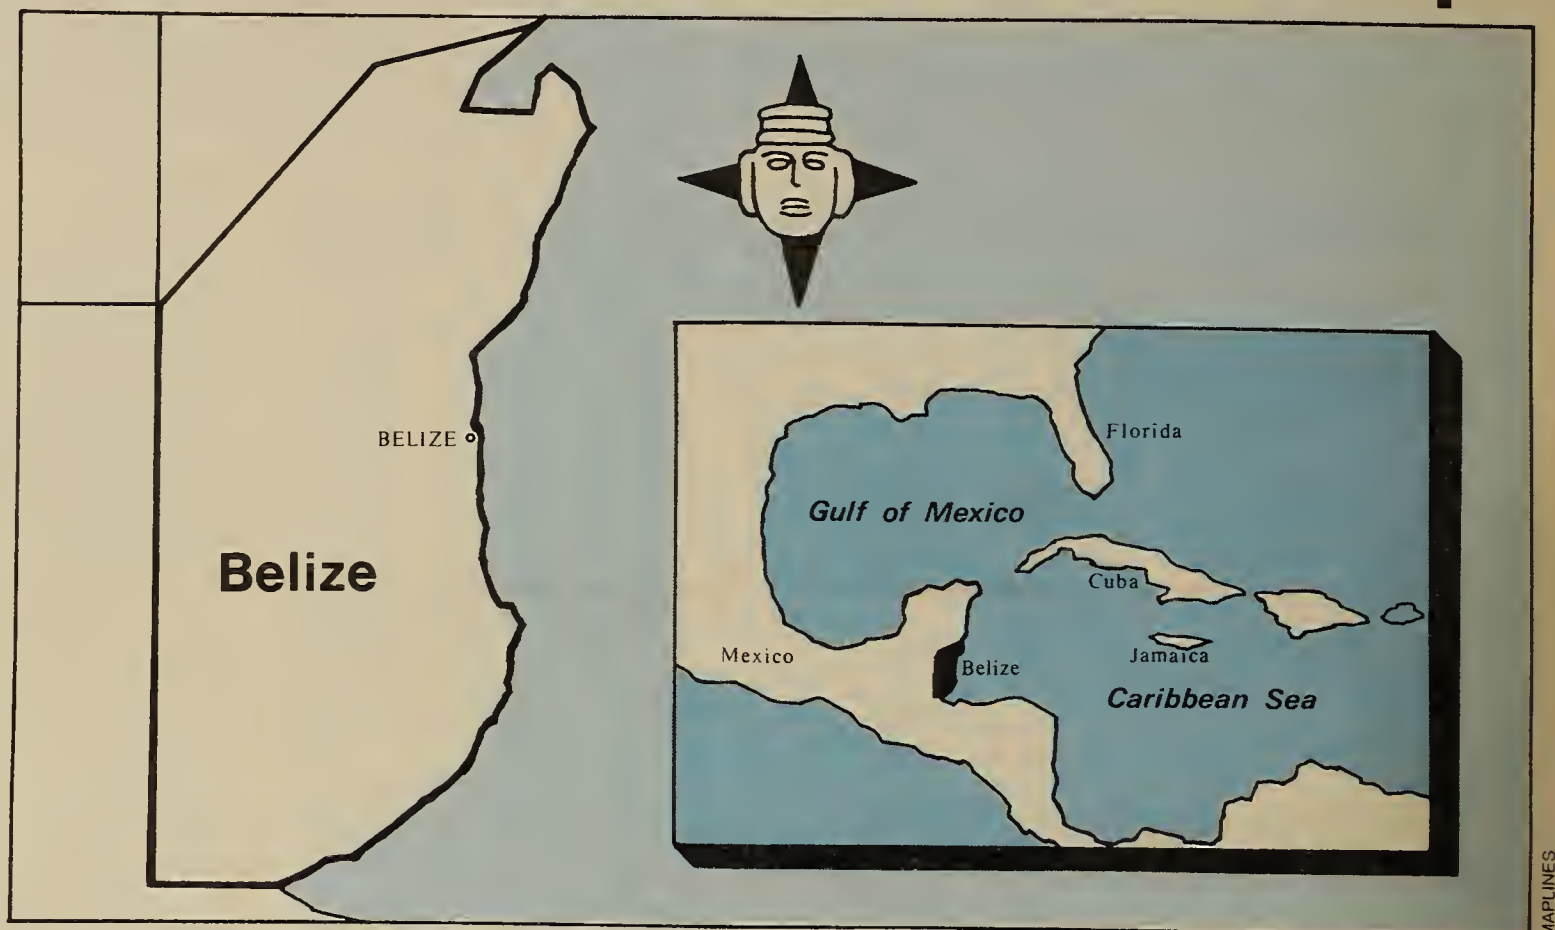 BELIZE
Belize
Florida
Gulf of Mexico
Cuba
Mexico
Belize
Jamaica
Caribbean Sea
MAPLINES